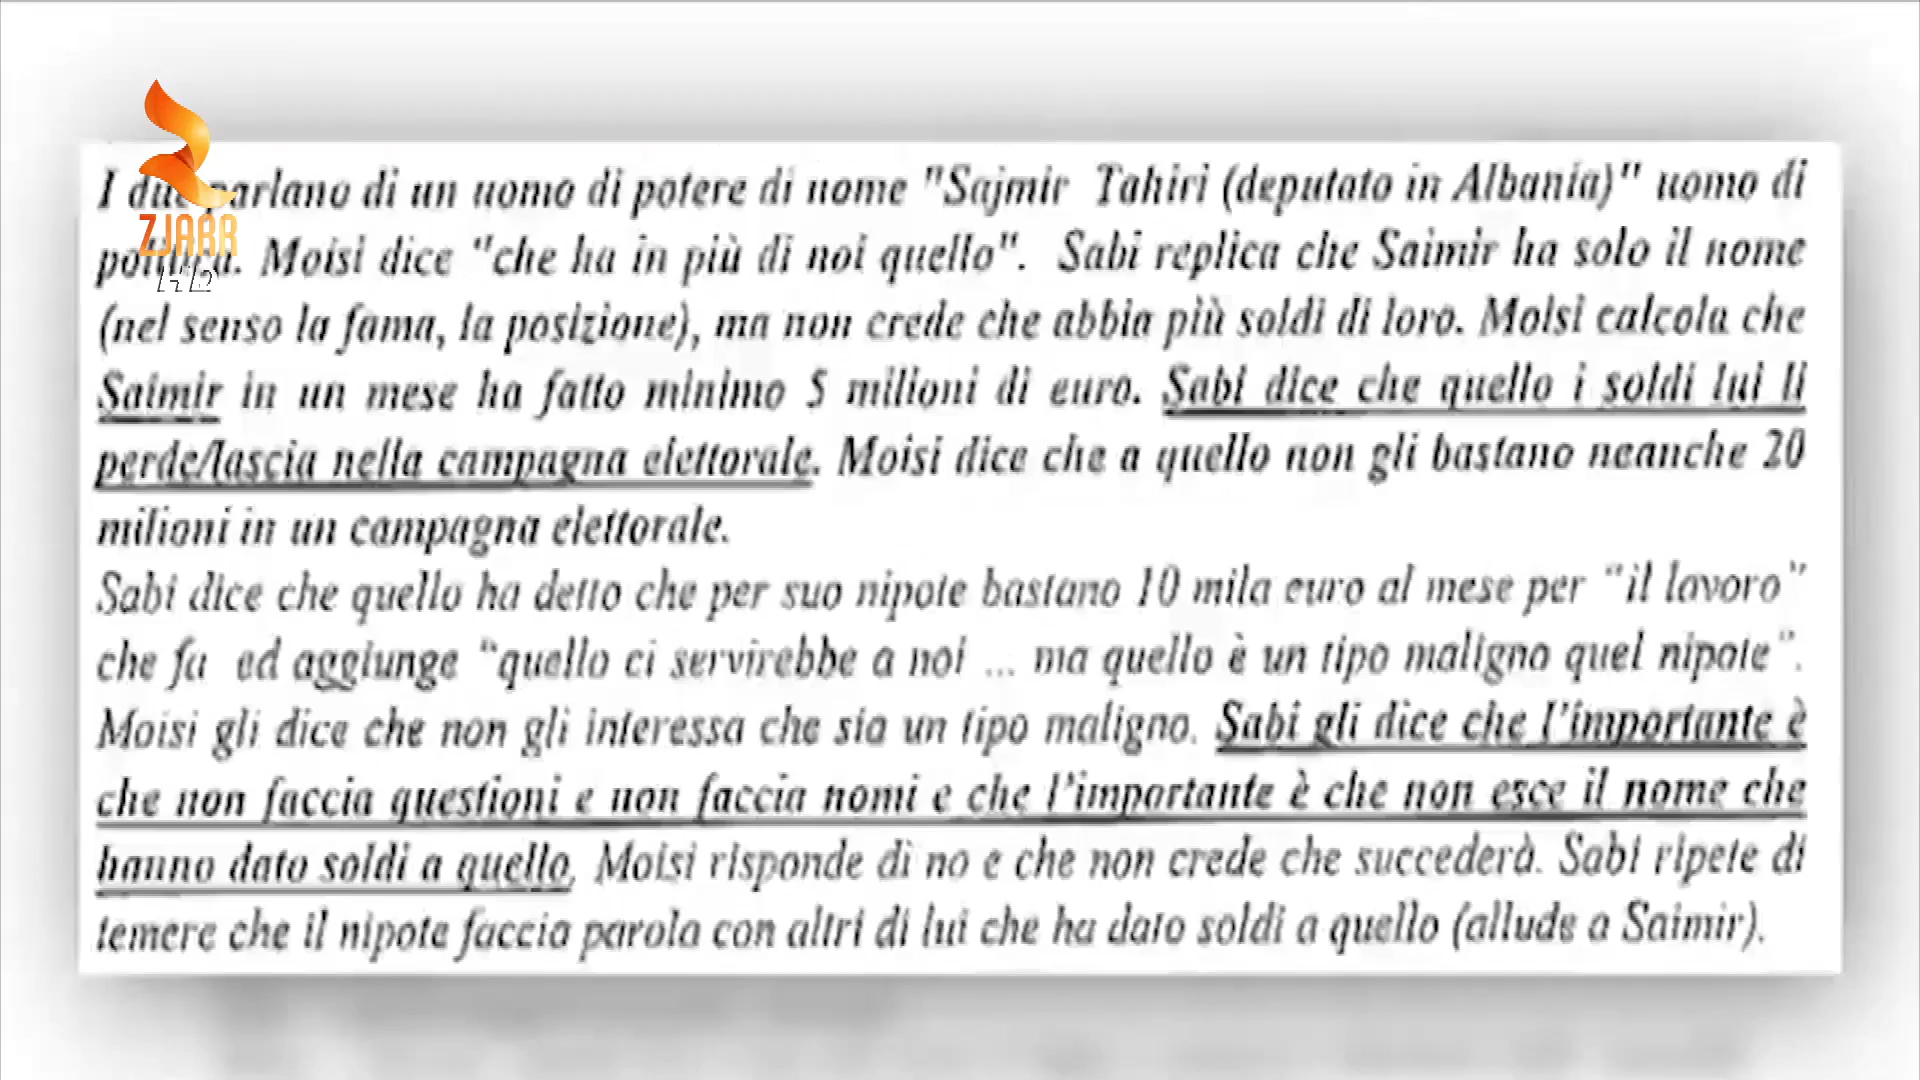 I due parlano di un uomo di potere di nome "Sajmir Tahiri (deputato in Albania)" uomo di
politica. Moisi dice "che ha in più di noi quello". Sabi replica che Saimir ha solo il nome
(nel senso la fama, la posizione), ma non crede che abbia più soldi di loro. Moisi calcola che
Saimir in un mese ha fatto minimo 5 milioni di euro. Sabi dice che quello i soldi lui li
perde/lascia nella campagna elettorale. Moisi dice che a quello non gli bastano neanche 20
milioni in un campagna elettorale.
Sabi dice che quello ha detto che per suo nipote bastano 10 mila euro al mese per "il lavoro"
che fa ed aggiunge "quello ci servirebbe a noi ... ma quello è un tipo maligno quel nipote".
Moisi gli dice che non gli interessa che sia un tipo maligno. Sabi gli dice che l'importante è
che non faccia questioni e non faccia nomi e che l'importante è che non esce il nome che
hanno dato soldi a quello, Moisi risponde di no e che non crede che succederà. Sabi ripete di
temere che il nipote faccia parola con altri di lui che ha dato soldi a quello (allude a Saimir).
ZJARR
HD